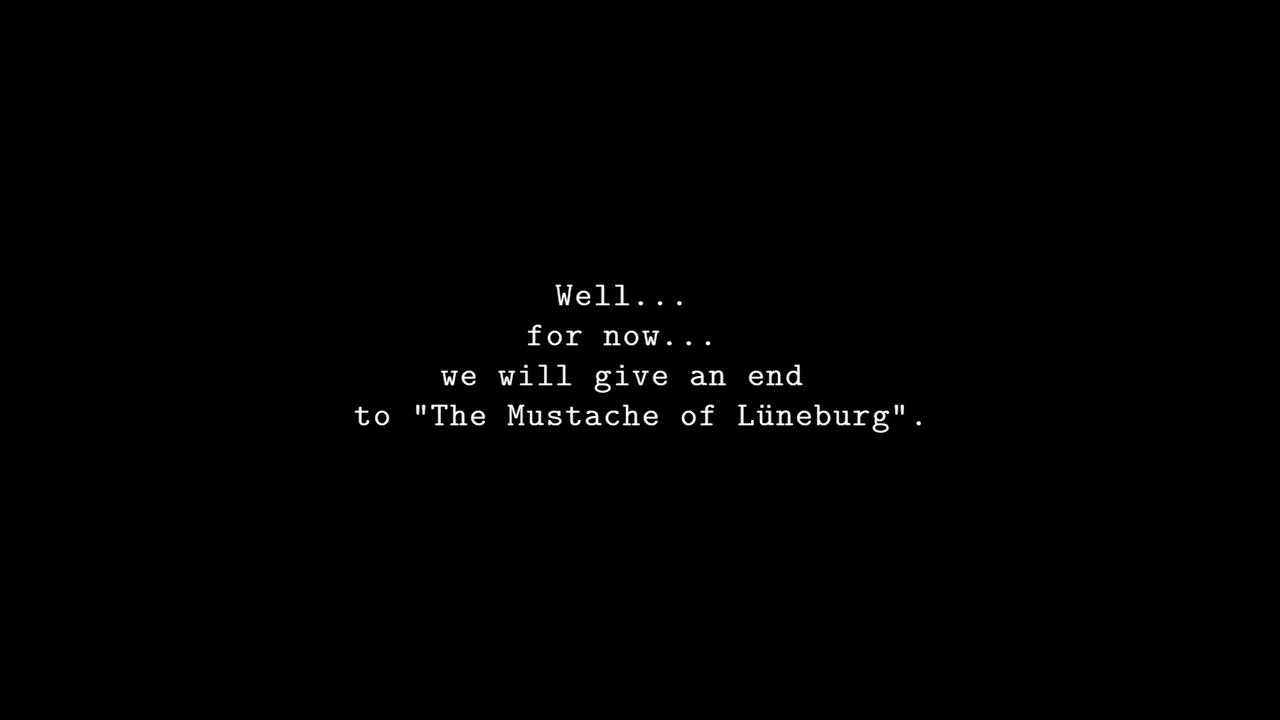 Well...
for now...
we will give an end
to "The Mustache of Lüneburg".